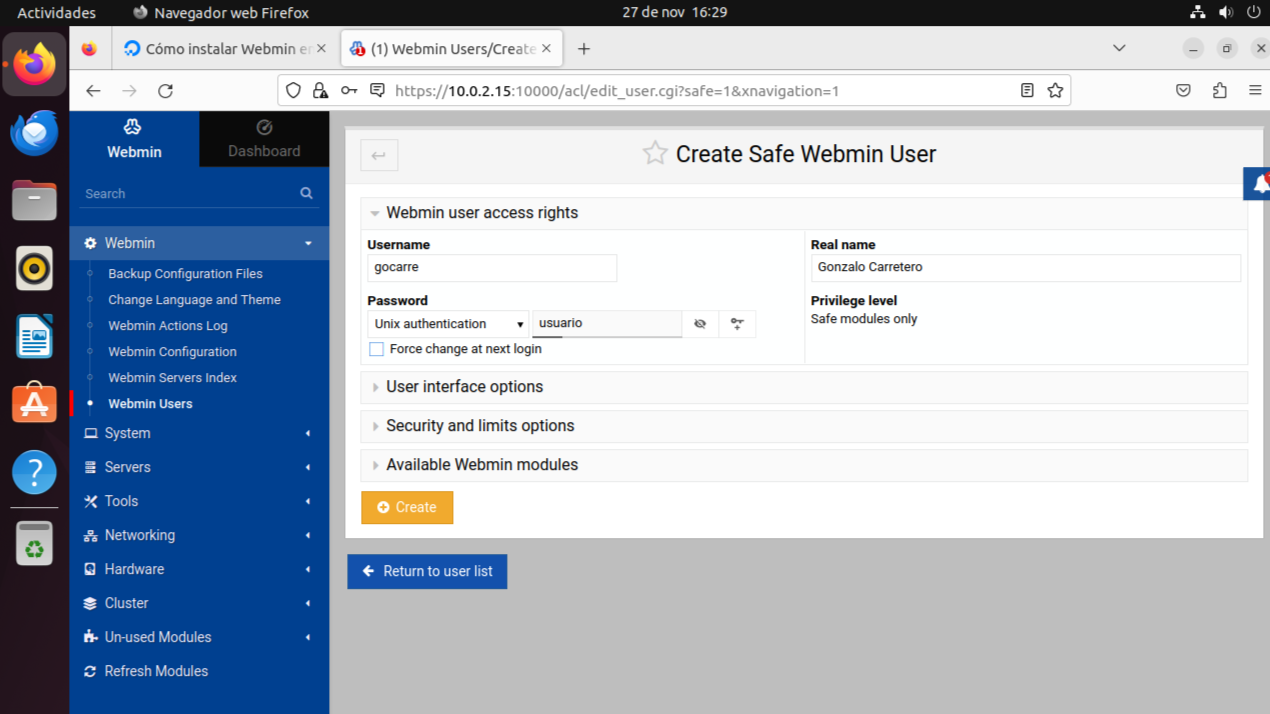 Actividades
Navegador web Firefox
27 de nov 16:29
Cómo instalar Webmin en
(1) Webmin Users/Create
https://10.0.2.15:10000/acl/edit_user.cgi?safe=1&xnavigation=1
Webmin
Dashboard
Search
Webmin
Backup Configuration Files
Change Language and Theme
Webmin Actions Log
Webmin Configuration
Webmin Servers Index
Webmin Users
System
Servers
Tools
Networking
Hardware
Cluster
Un-used Modules
Refresh Modules
Create Safe Webmin User
Webmin user access rights
Username
gocarre
Real name
Gonzalo Carretero
Password
Unix authentication
usuario
Force change at next login
Privilege level
Safe modules only
User interface options
Security and limits options
Available Webmin modules
Create
Return to user list